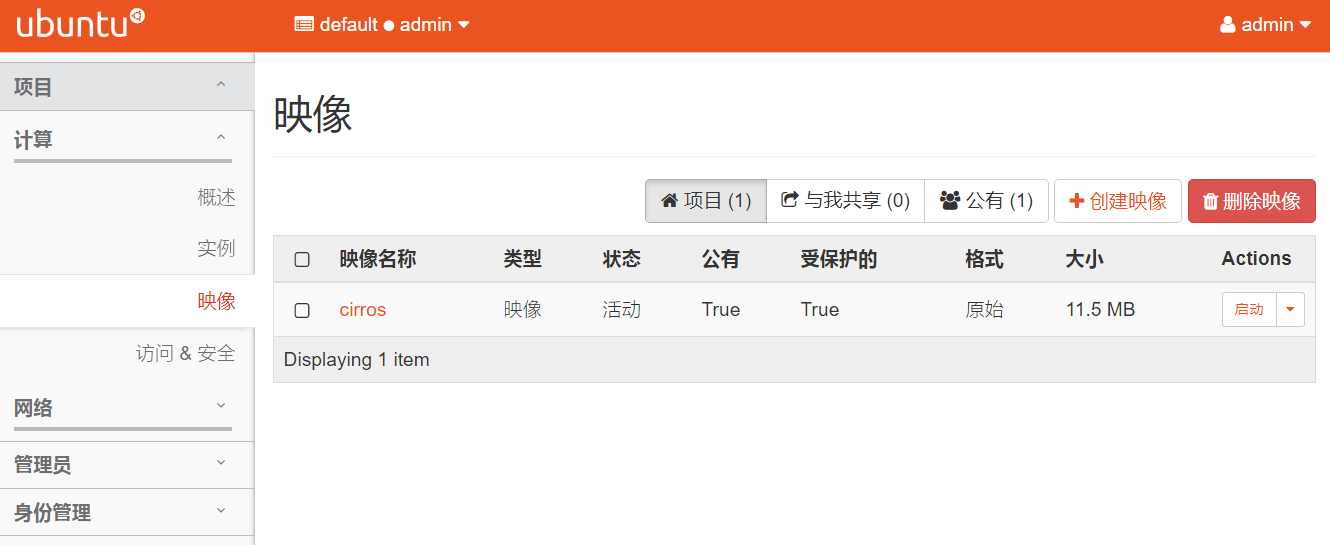 ubuntu
default ● admin
admin
项目
计算
概述
实例
映像
访问 & 安全
网络
管理员
身份管理
映像
项目 (1) 与我共享 (0) 公有 (1) 创建映像 删除映像
映像名称 类型 状态 公有 受保护的 格式 大小 Actions
cirros 映像 活动 True True 原始 11.5 MB 启动
Displaying 1 item